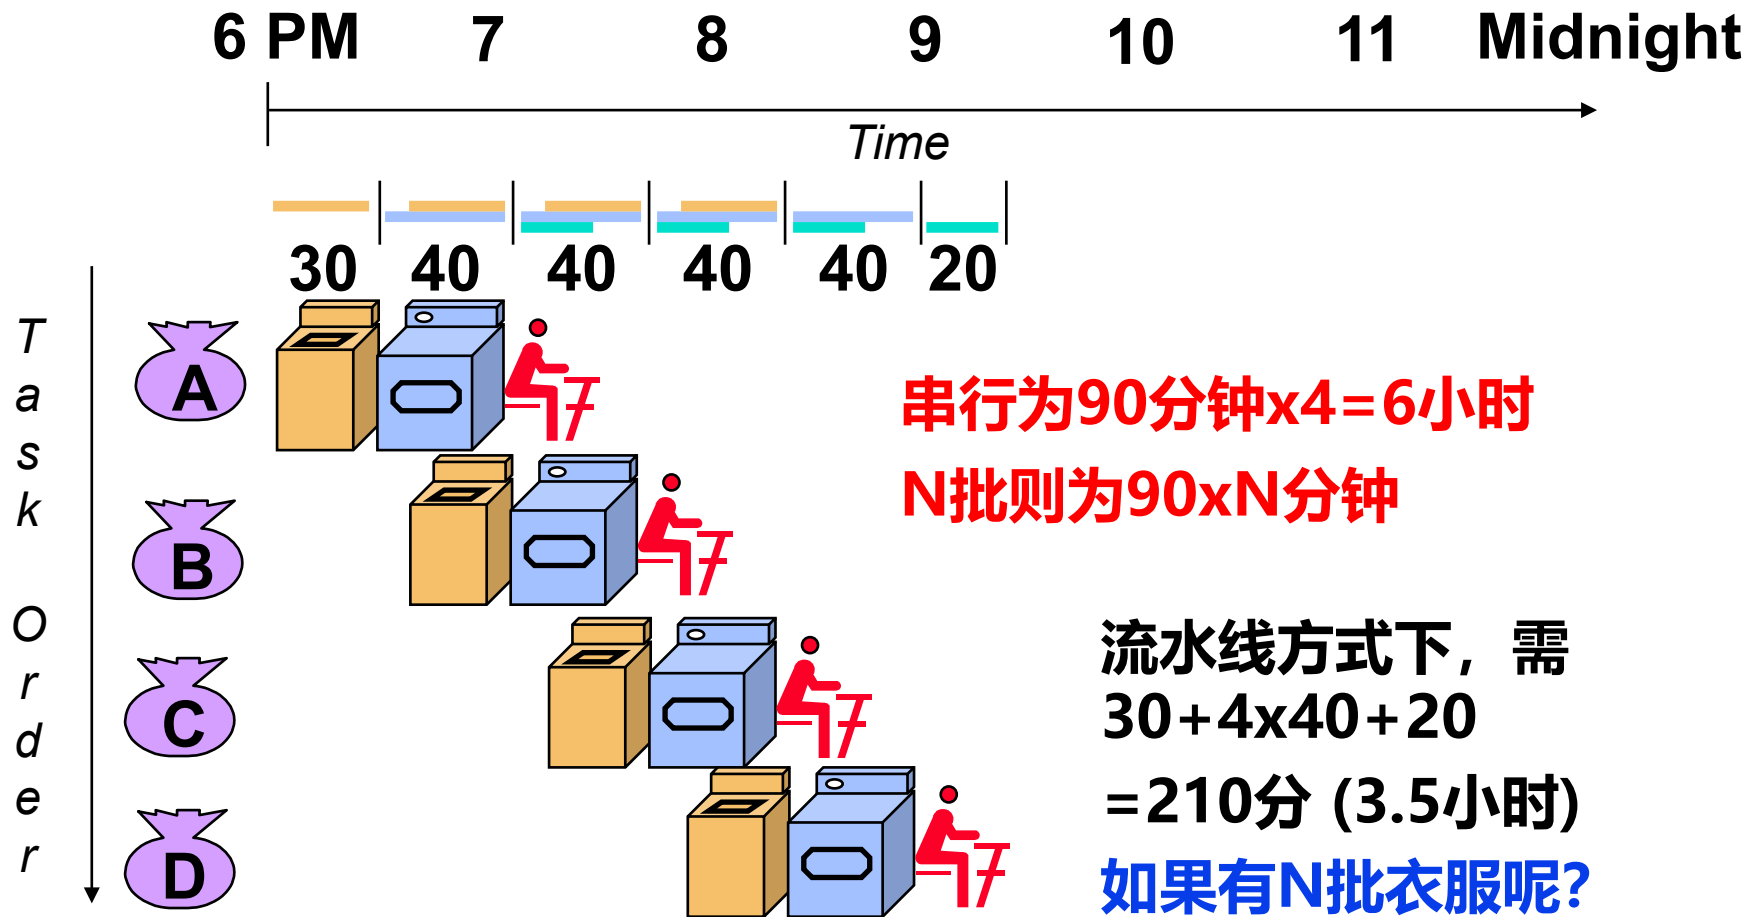 6 PM 7 8 9 10 11 Midnight
Time
30 40 40 40 40 20
Task Order
A
B
C
D
串行为90分钟x4=6小时
N批则为90xN分钟
流水线方式下，需
30+4x40+20
=210分 (3.5小时)
如果有N批衣服呢?